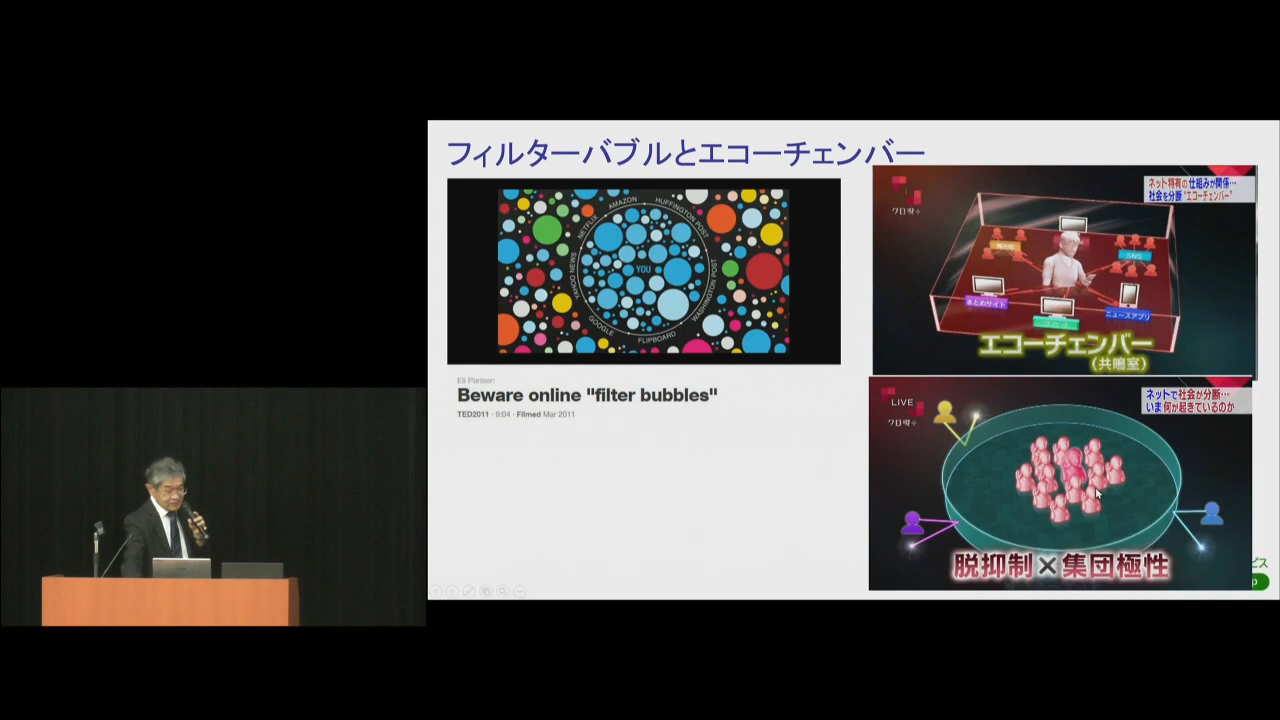 フィルターバブルとエコーチェンバー
AMAZON
HUFFINGTON POST
NETFLIX
YAHOO NEWS
YOU
WASHINGTON POST
GOOGLE
FLIPBOARD
Eli Pariser:
Beware online "filter bubbles"
TED2011 · 9:04 · Filmed Mar 2011
クロ現+
ネット特有の仕組みが関係…
社会を分断 "エコーチェンバー"
SNS
まとめサイト
ニュースアプリ
エコーチェンバー
（共鳴室）
LIVE
クロ現+
ネットで社会が分断…
いま何が起きているのか
脱抑制×集団極性
ビス